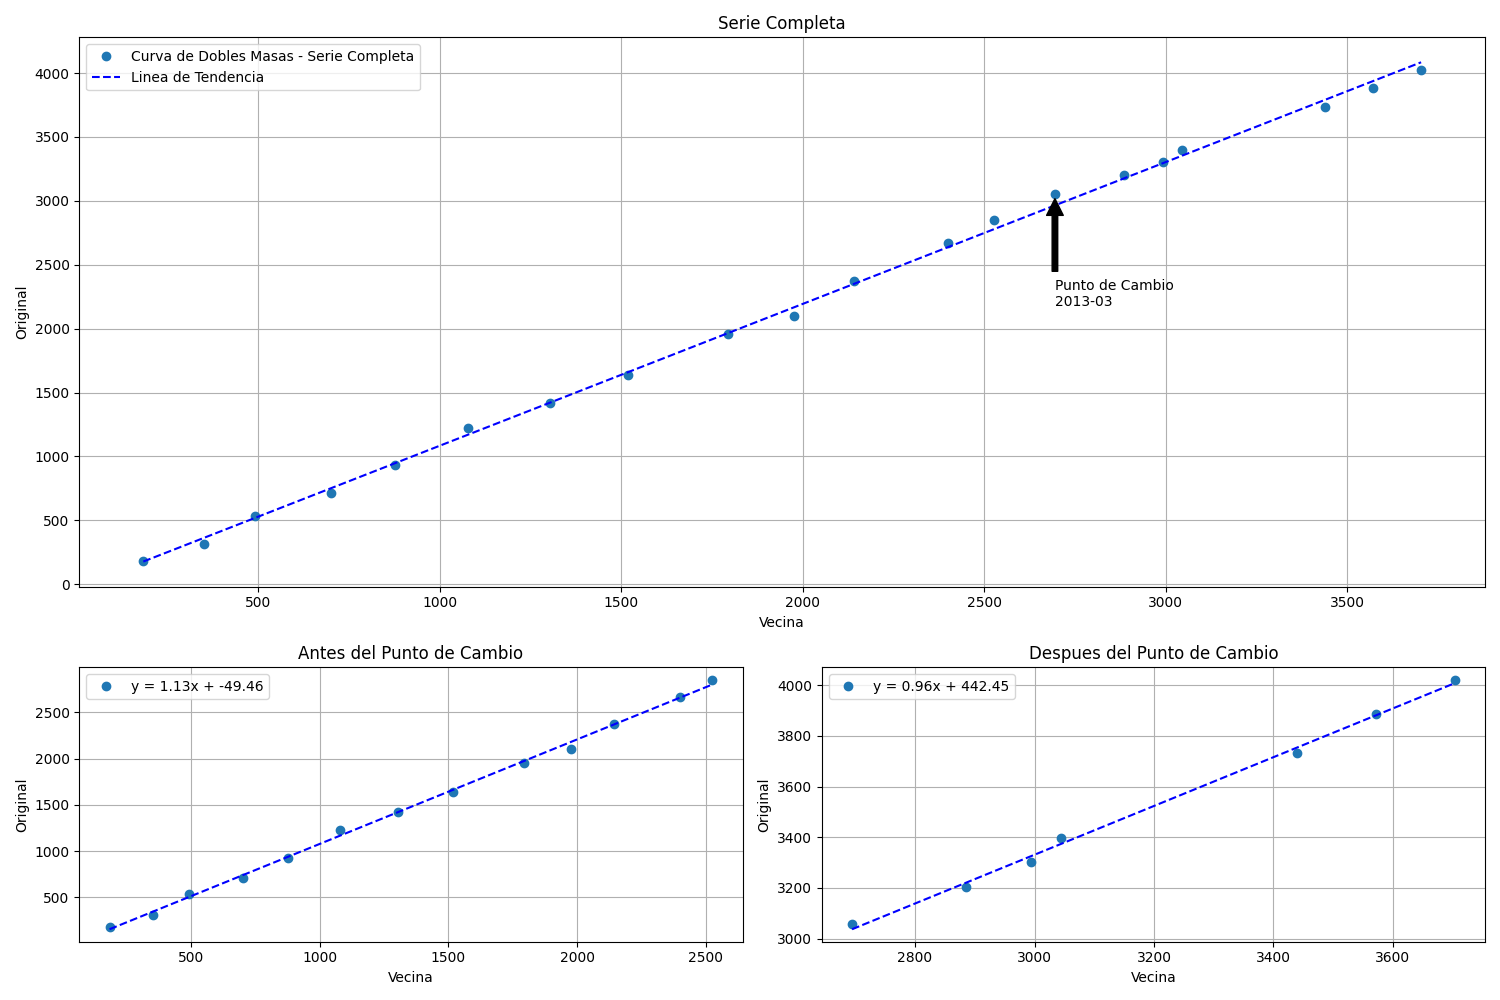 Serie Completa
Curva de Dobles Masas - Serie Completa
Linea de Tendencia
4000
3500
3000
2500
2000
1500
1000
500
0
Original
Punto de Cambio
2013-03
500
1000
1500
2000
2500
3000
3500
Vecina
Antes del Punto de Cambio
y = 1.13x + -49.46
2500
2000
1500
1000
500
Original
500
1000
1500
2000
2500
Vecina
Despues del Punto de Cambio
y = 0.96x + 442.45
4000
3800
3600
3400
3200
3000
Original
2800
3000
3200
3400
3600
Vecina